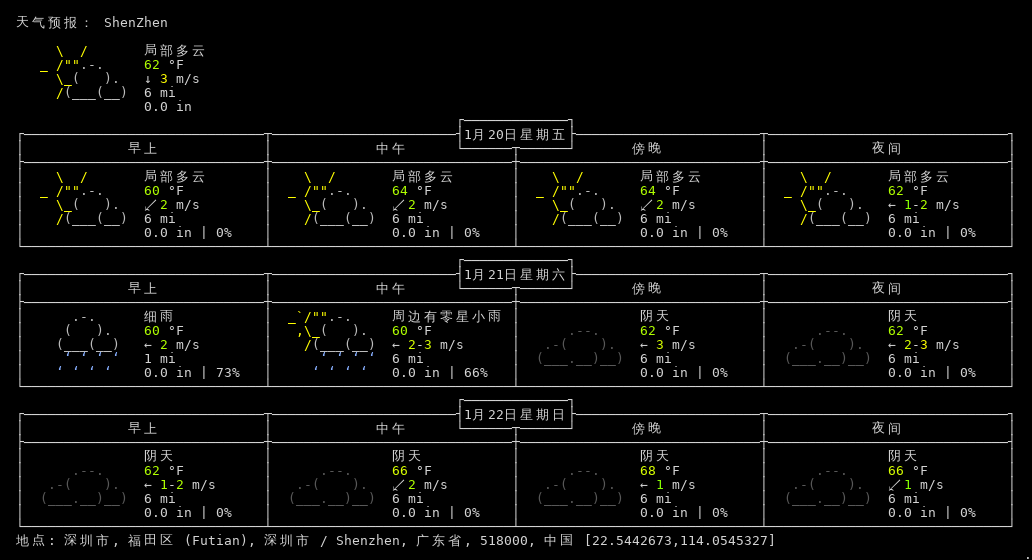 天气预报： ShenZhen
局部多云
62 °F
↓ 3 m/s
6 mi
0.0 in
1月20日星期五
早上 中午 傍晚 夜间
局部多云 局部多云 局部多云 局部多云
60 °F 64 °F 64 °F 62 °F
↙ 2 m/s ↙ 2 m/s ↙ 2 m/s ← 1-2 m/s
6 mi 6 mi 6 mi 6 mi
0.0 in | 0% 0.0 in | 0% 0.0 in | 0% 0.0 in | 0%
1月21日星期六
早上 中午 傍晚 夜间
细雨 周边有零星小雨 阴天 阴天
60 °F 60 °F 62 °F 62 °F
← 2 m/s ← 2-3 m/s ← 3 m/s ← 2-3 m/s
1 mi 6 mi 6 mi 6 mi
0.0 in | 73% 0.0 in | 66% 0.0 in | 0% 0.0 in | 0%
1月22日星期日
早上 中午 傍晚 夜间
阴天 阴天 阴天 阴天
62 °F 66 °F 68 °F 66 °F
← 1-2 m/s ↙ 2 m/s ← 1 m/s ↙ 1 m/s
6 mi 6 mi 6 mi 6 mi
0.0 in | 0% 0.0 in | 0% 0.0 in | 0% 0.0 in | 0%
地点: 深圳市, 福田区 (Futian), 深圳市 / Shenzhen, 广东省, 518000, 中国 [22.5442673,114.0545327]